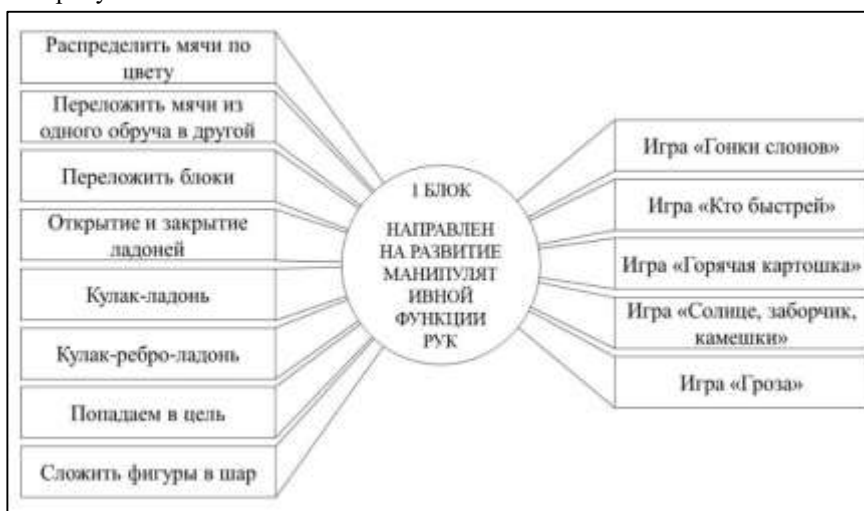 Распределить мячи по
цвету
Переложить мячи из
одного обруча в другой
Переложить блоки
Открытие и закрытие
ладоней
Кулак-ладонь
Кулак-ребро-ладонь
Попадаем в цель
Сложить фигуры в шар
1 БЛОК
НАПРАВЛЕН
НА РАЗВИТИЕ
МАНИПУЛЯТ
ИВНОЙ
ФУНКЦИИ
РУК
Игра «Гонки слонов»
Игра «Кто быстрей»
Игра «Горячая картошка»
Игра «Солнце, заборчик,
камешки»
Игра «Гроза»